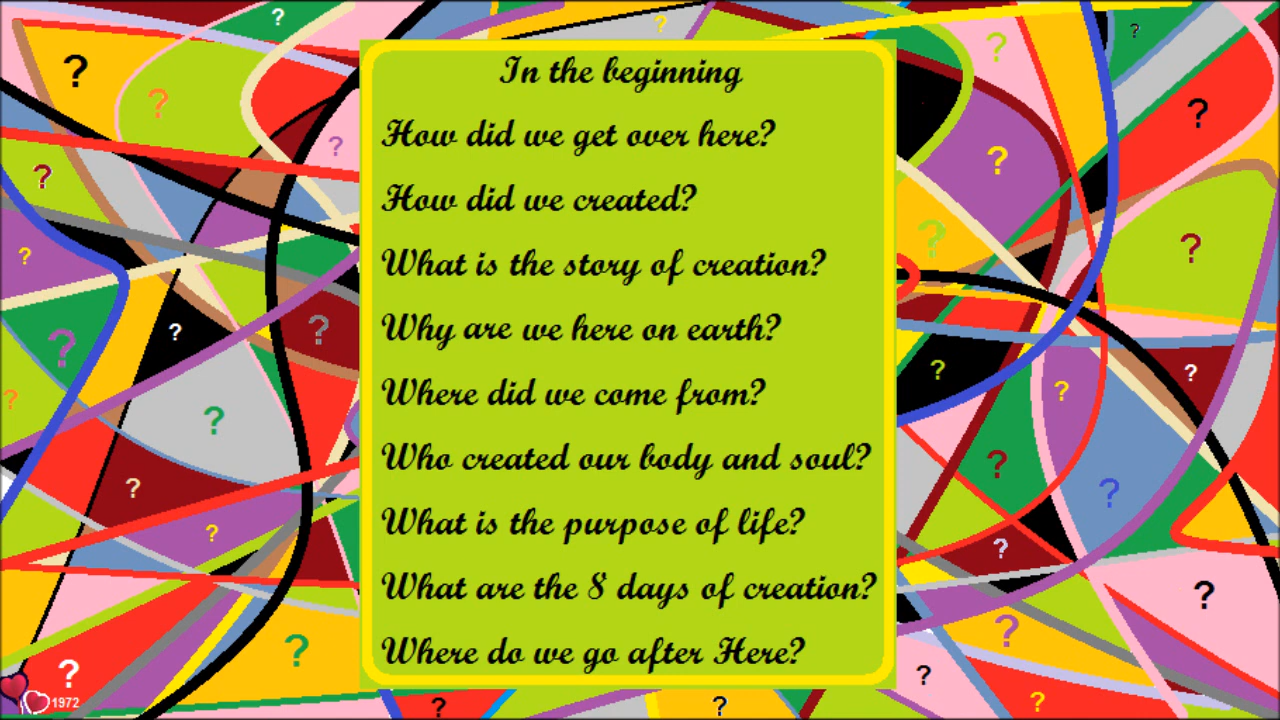 In the beginning
How did we get over here?
How did we created?
What is the story of creation?
Why are we here on earth?
Where did we come from?
Who created our body and soul?
What is the purpose of life?
What are the 8 days of creation?
Where do we go after Here?
1972